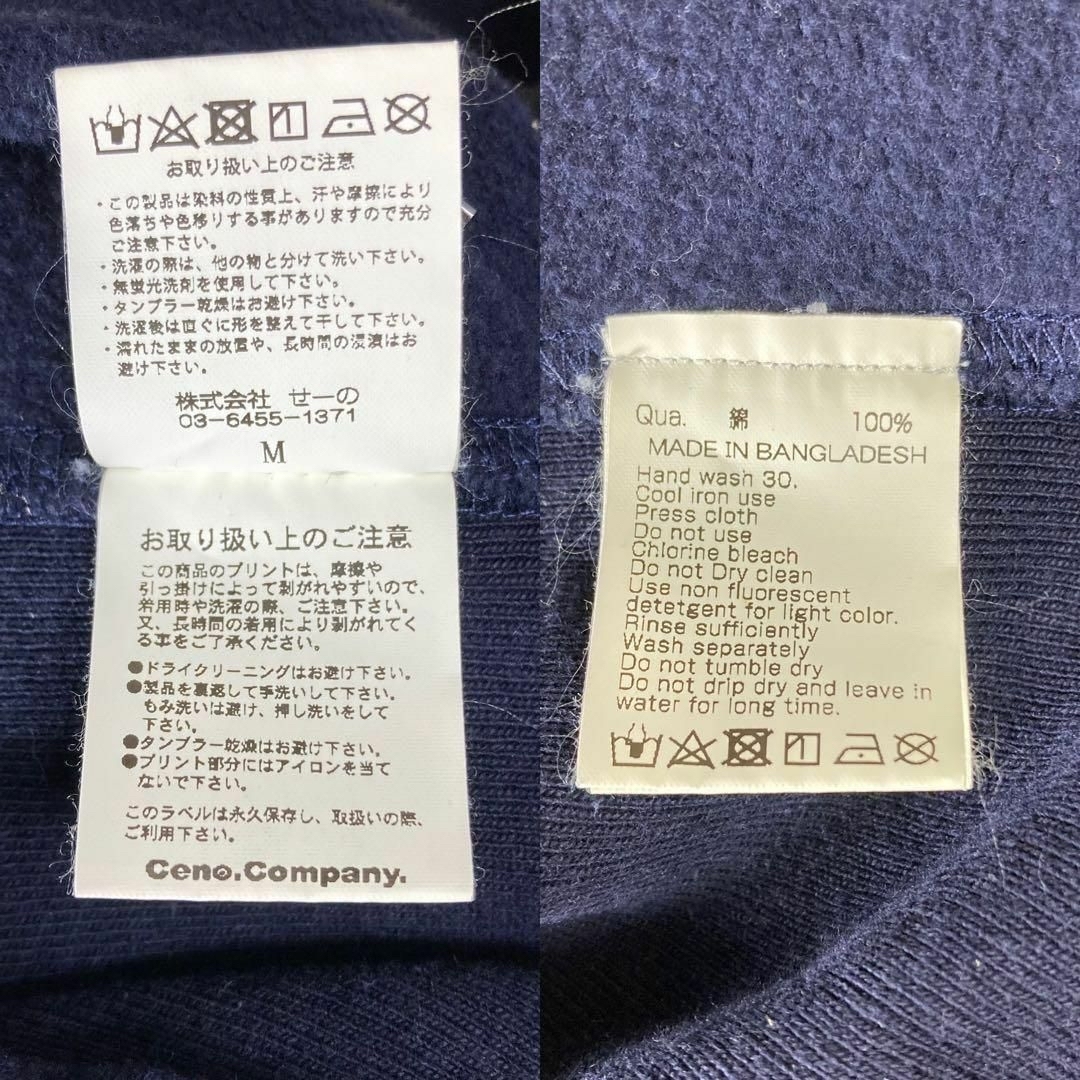 お取り扱い上のご注意
・この製品は染料の性質上、汗や摩擦により
色落ちや色移りする事がありますので充分
ご注意下さい。
・洗濯の際は、他の物と分けて洗い下さい。
・無蛍光洗剤を使用して下さい。
・タンブラー乾燥はお避け下さい。
・洗濯後は直ぐに形を整えて干して下さい。
・濡れたままの放置や、長時間の浸漬はお
避け下さい。
株式会社 せーの
03-6455-1371
M
お取り扱い上のご注意
この商品のプリントは、摩擦や
引っ掛けによって剥がれやすいので、
着用時や洗濯の際、ご注意下さい。
又、長時間の着用により剥がれてく
る事をご了承ください。
●ドライクリーニングはお避け下さい。
●製品を裏返して手洗いして下さい。
もみ洗いは避け、押し洗いをして
下さい。
●タンブラー乾燥はお避け下さい。
●プリント部分にはアイロンを当て
ないで下さい。
このラベルは永久保存し、取扱いの際、
ご利用下さい。
Ceno.Company.
Qua. 綿 100%
MADE IN BANGLADESH
Hand wash 30.
Cool iron use
Press cloth
Do not use
Chlorine bleach
Do not Dry clean
Use non fluorescent
detetgent for light color.
Rinse sufficiently
Wash separately
Do not tumble dry
Do not drip dry and leave in
water for long time.